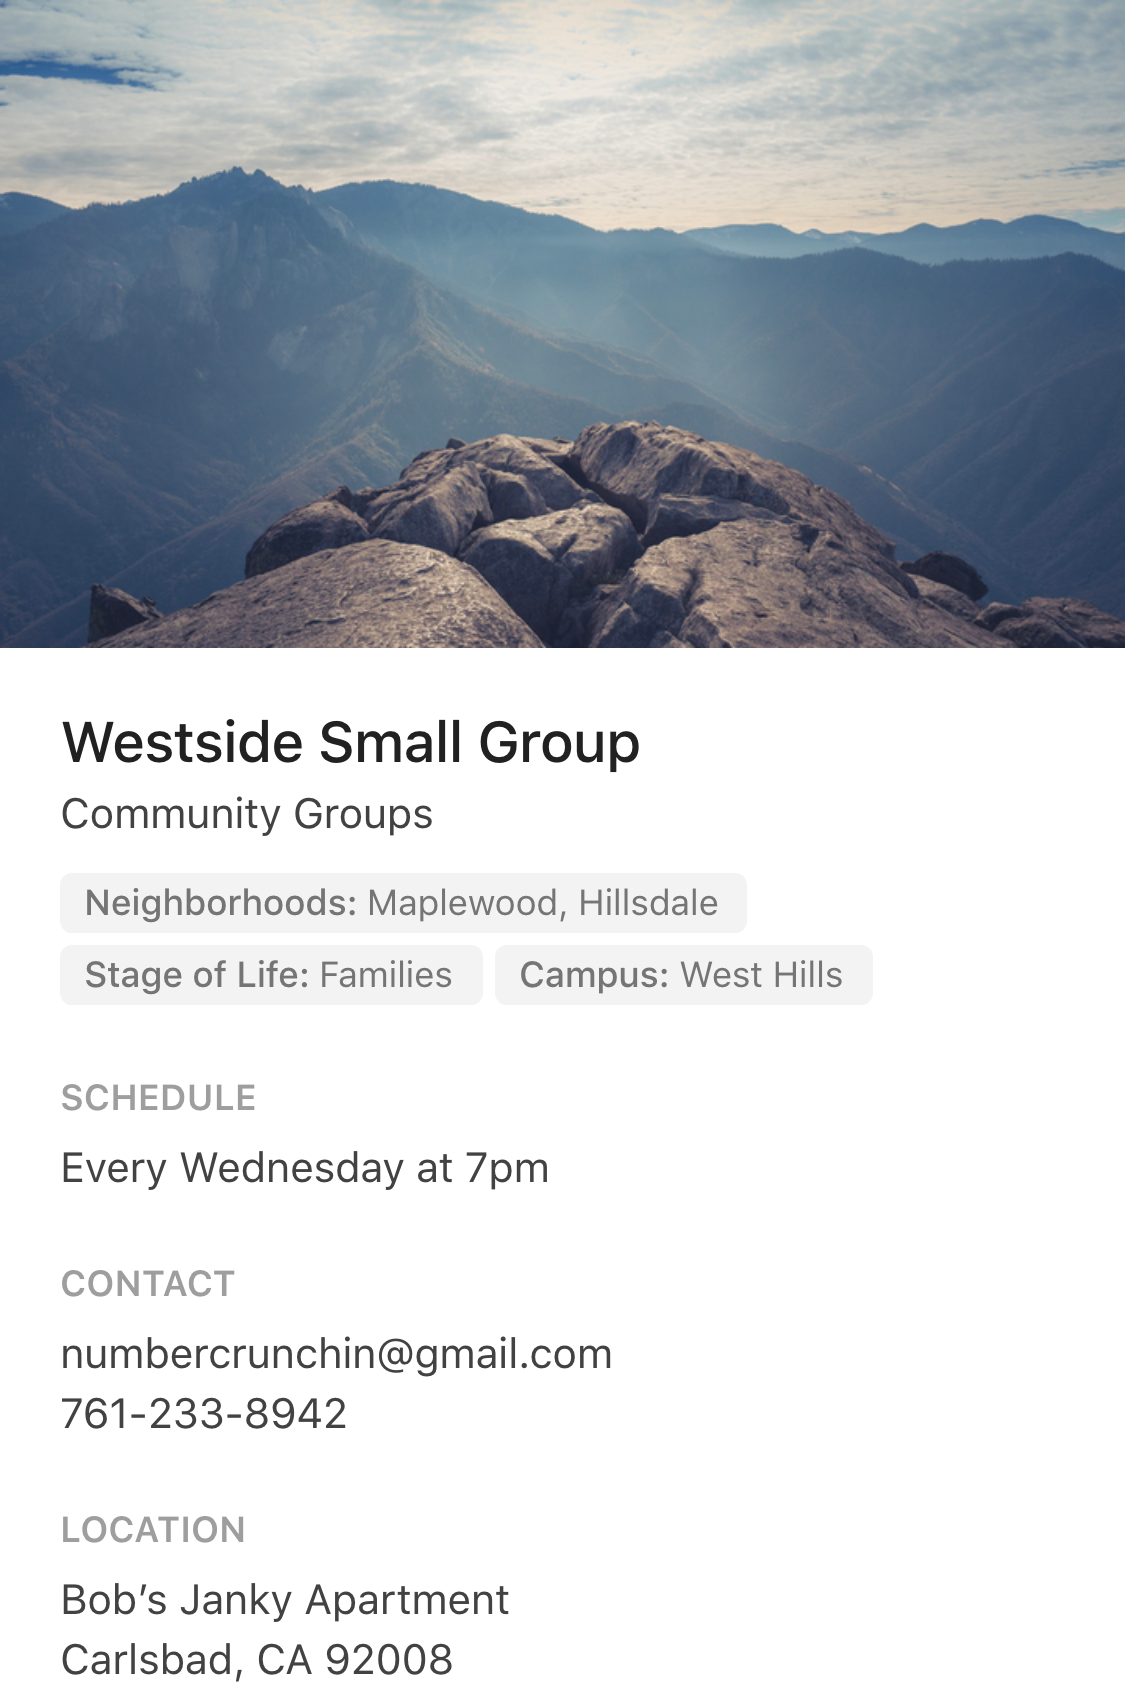 Westside Small Group
Community Groups
Neighborhoods: Maplewood, Hillsdale
Stage of Life: Families Campus: West Hills
SCHEDULE
Every Wednesday at 7pm
CONTACT
numbercrunchin@gmail.com
761-233-8942
LOCATION
Bob’s Janky Apartment
Carlsbad, CA 92008